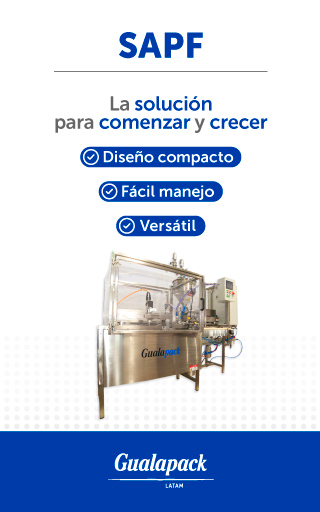 SAPF
La solución
para comenzar y crecer
Diseño compacto
Fácil manejo
Versátil
Gualapack
Gualapack
LATAM